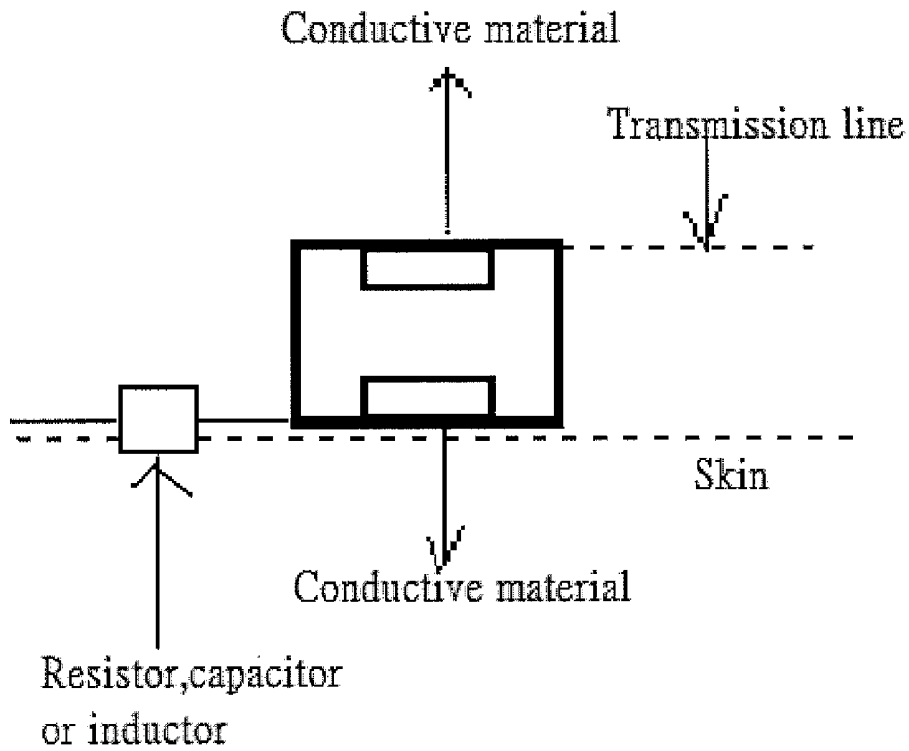 Conductive material
Transmission line
Skin
Conductive material
Resistor,capacitor
or inductor